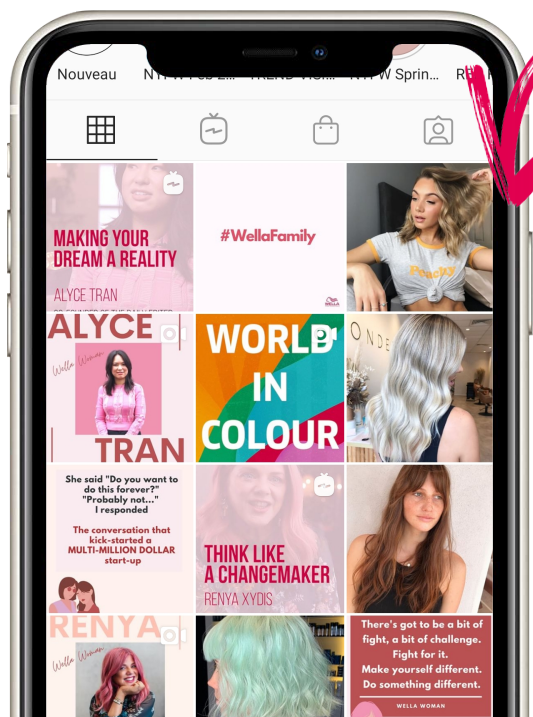 Nouveau
#WellaFamily
MAKING YOUR
DREAM A REALITY
ALYCE TRAN
WELLA
Peachy
ALYCE
Wella Woman
TRAN
WORLD
IN
COLOUR
ONDE
She said "Do you want to
do this forever?"
"Probably not..."
I responded
The conversation that
kick-started a
MULTI-MILLION DOLLAR
start-up
THINK LIKE
A CHANGEMAKER
RENYA XYDIS
RENYA
Wella Woman
There's got to be a bit of
fight, a bit of challenge.
Fight for it.
Make yourself different.
Do something different.
WELLA WOMAN